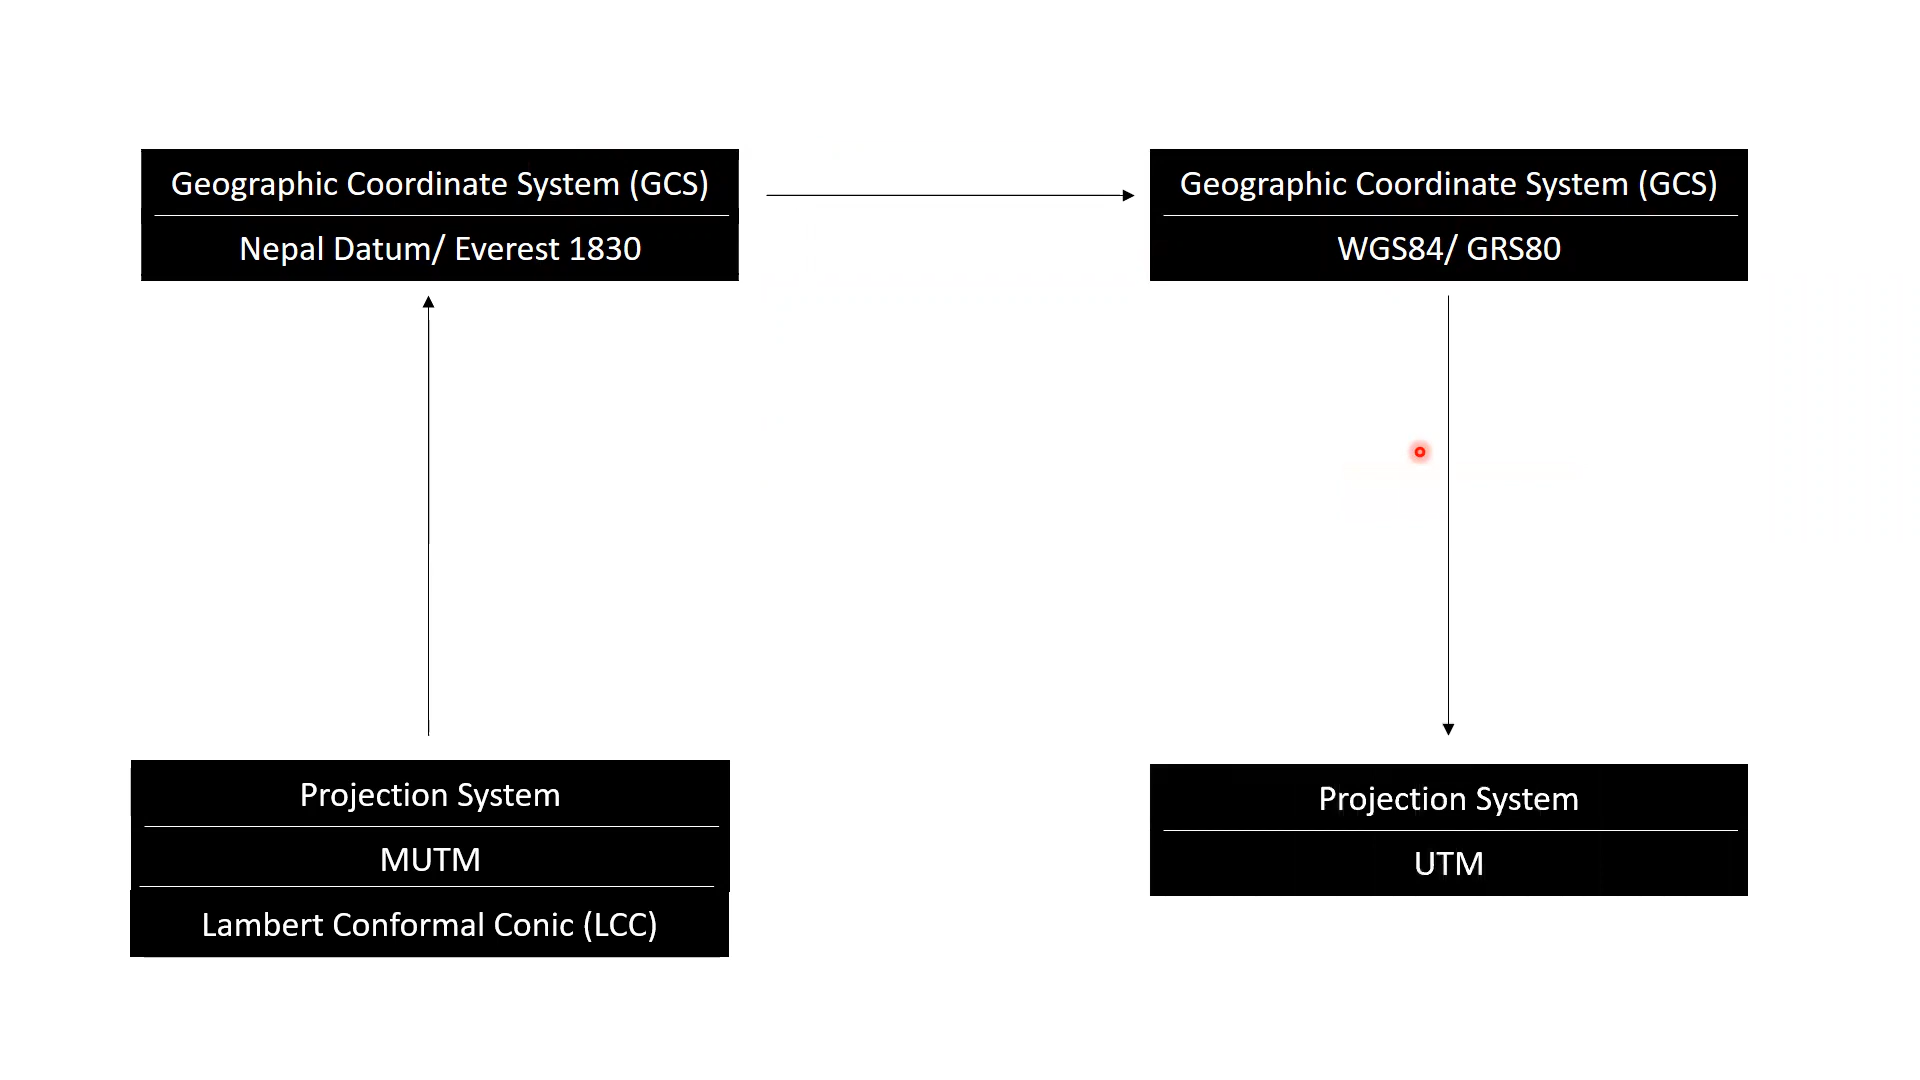 Geographic Coordinate System (GCS)
Nepal Datum/ Everest 1830
Geographic Coordinate System (GCS)
WGS84/ GRS80
Projection System
MUTM
Lambert Conformal Conic (LCC)
Projection System
UTM